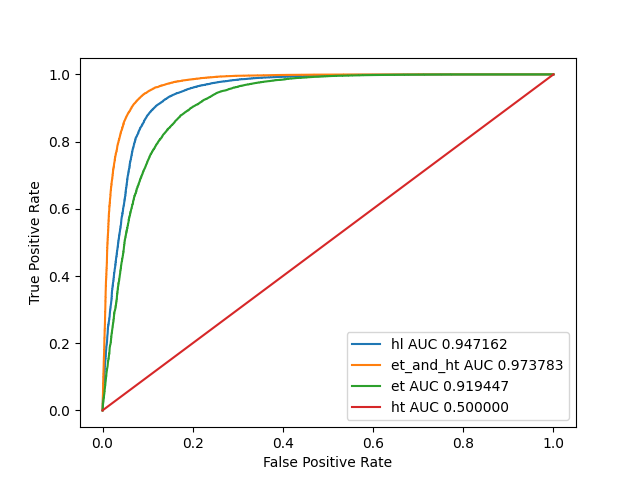 1.0
0.8
0.6
0.4
0.2
0.0
True Positive Rate
hl AUC 0.947162
et_and_ht AUC 0.973783
et AUC 0.919447
ht AUC 0.500000
0.0 0.2 0.4 0.6 0.8 1.0
False Positive Rate